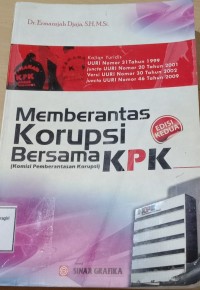 Dr. Ermansjah Djaja, SH.M.Si.
Kajian Yuridis
UURI Nomor 31 Tahun 1999
juncto UURI Nomor 20 Tahun 2001
Versi UURI Nomor 30 Tahun 2002
juncto UURI Nomor 46 Tahun 2009
KPK
Memberantas
Korupsi
EDISI
KEDUA
Bersama KPK
(Komisi Pemberantasan Korupsi)
SINAR GRAFIKA